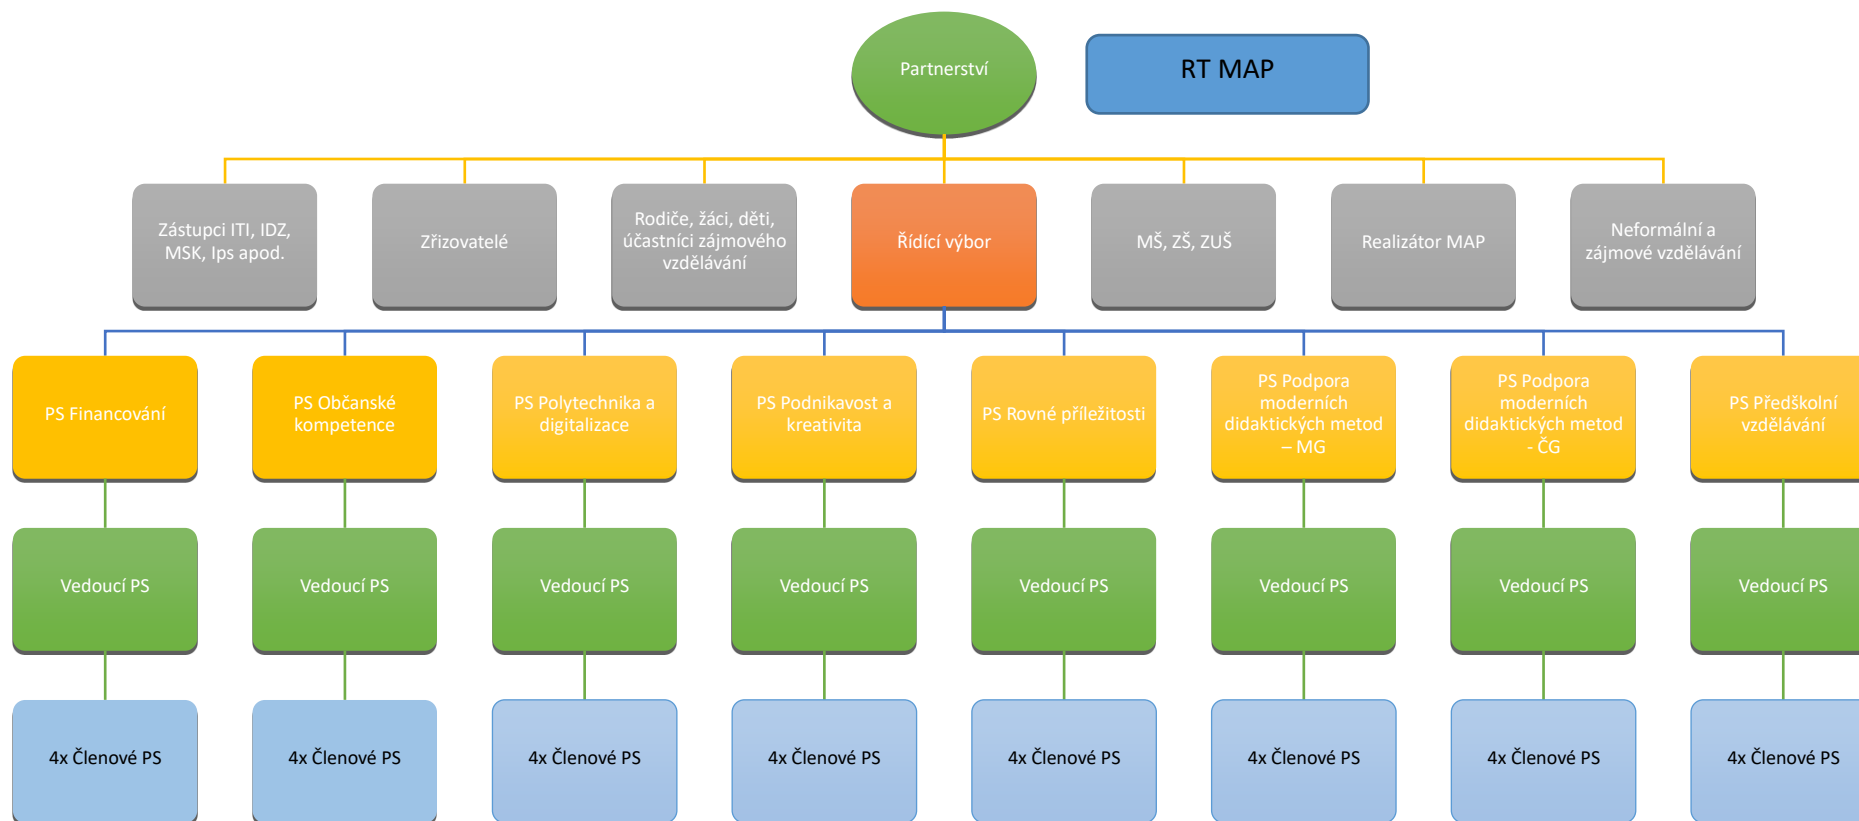 Partnerství
RT MAP
Zástupci ITI, IDZ,
MSK, Ips apod.
Zřizovatelé
Rodiče, žáci, děti,
účastníci zájmového
vzdělávání
Řídící výbor
MŠ, ZŠ, ZUŠ
Realizátor MAP
Neformální a
zájmové vzdělávání
PS Financování
PS Občanské
kompetence
PS Polytechnika a
digitalizace
PS Podnikavost a
kreativita
PS Rovné příležitosti
PS Podpora
moderních
didaktických metod
– MG
PS Podpora
moderních
didaktických metod
- ČG
PS Předškolní
vzdělávání
Vedoucí PS
Vedoucí PS
Vedoucí PS
Vedoucí PS
Vedoucí PS
Vedoucí PS
Vedoucí PS
Vedoucí PS
4x Členové PS
4x Členové PS
4x Členové PS
4x Členové PS
4x Členové PS
4x Členové PS
4x Členové PS
4x Členové PS